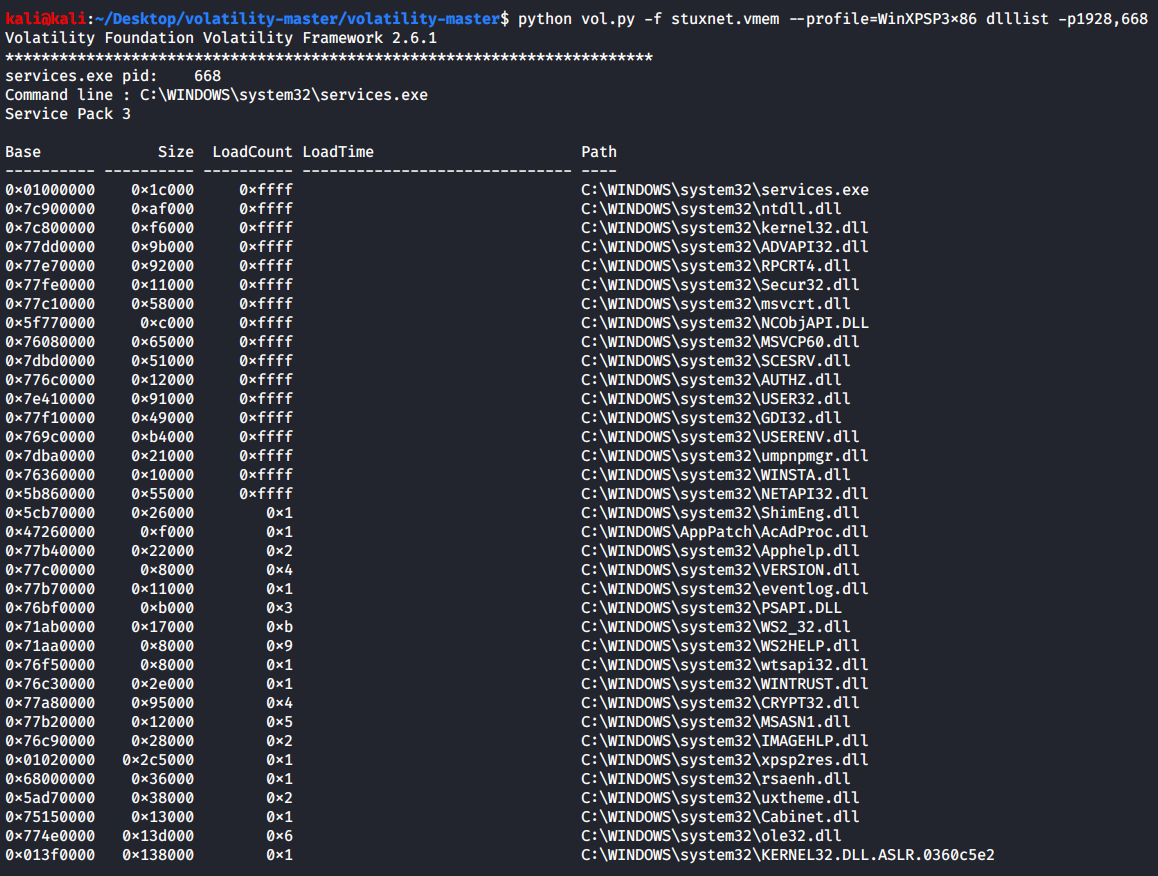 kali@kali:~/Desktop/volatility-master/volatility-master$ python vol.py -f stuxnet.vmem --profile=WinXPSP3×86 dlllist -p1928,668
Volatility Foundation Volatility Framework 2.6.1
************************************************************************
services.exe pid:    668
Command line : C:\WINDOWS\system32\services.exe
Service Pack 3

Base             Size  LoadCount LoadTime                       Path
---------- ---------- ---------- ------------------------------ ----
0×01000000    0×1c000     0×ffff                                C:\WINDOWS\system32\services.exe
0×7c900000    0×af000     0×ffff                                C:\WINDOWS\system32\ntdll.dll
0×7c800000    0×f6000     0×ffff                                C:\WINDOWS\system32\kernel32.dll
0×77dd0000    0×9b000     0×ffff                                C:\WINDOWS\system32\ADVAPI32.dll
0×77e70000    0×92000     0×ffff                                C:\WINDOWS\system32\RPCRT4.dll
0×77fe0000    0×11000     0×ffff                                C:\WINDOWS\system32\Secur32.dll
0×77c10000    0×58000     0×ffff                                C:\WINDOWS\system32\msvcrt.dll
0×5f770000     0×c000     0×ffff                                C:\WINDOWS\system32\NCObjAPI.DLL
0×76080000    0×65000     0×ffff                                C:\WINDOWS\system32\MSVCP60.dll
0×7dbd0000    0×51000     0×ffff                                C:\WINDOWS\system32\SCESRV.dll
0×776c0000    0×12000     0×ffff                                C:\WINDOWS\system32\AUTHZ.dll
0×7e410000    0×91000     0×ffff                                C:\WINDOWS\system32\USER32.dll
0×77f10000    0×49000     0×ffff                                C:\WINDOWS\system32\GDI32.dll
0×769c0000    0×b4000     0×ffff                                C:\WINDOWS\system32\USERENV.dll
0×7dba0000    0×21000     0×ffff                                C:\WINDOWS\system32\umpnpmgr.dll
0×76360000    0×10000     0×ffff                                C:\WINDOWS\system32\WINSTA.dll
0×5b860000    0×55000     0×ffff                                C:\WINDOWS\system32\NETAPI32.dll
0×5cb70000    0×26000        0×1                                C:\WINDOWS\system32\ShimEng.dll
0×47260000     0×f000        0×1                                C:\WINDOWS\AppPatch\AcAdProc.dll
0×77b40000    0×22000        0×2                                C:\WINDOWS\system32\Apphelp.dll
0×77c00000     0×8000        0×4                                C:\WINDOWS\system32\VERSION.dll
0×77b70000    0×11000        0×1                                C:\WINDOWS\system32\eventlog.dll
0×76bf0000     0×b000        0×3                                C:\WINDOWS\system32\PSAPI.DLL
0×71ab0000    0×17000        0×b                                C:\WINDOWS\system32\WS2_32.dll
0×71aa0000     0×8000        0×9                                C:\WINDOWS\system32\WS2HELP.dll
0×76f50000     0×8000        0×1                                C:\WINDOWS\system32\wtsapi32.dll
0×76c30000    0×2e000        0×1                                C:\WINDOWS\system32\WINTRUST.dll
0×77a80000    0×95000        0×4                                C:\WINDOWS\system32\CRYPT32.dll
0×77b20000    0×12000        0×5                                C:\WINDOWS\system32\MSASN1.dll
0×76c90000    0×28000        0×2                                C:\WINDOWS\system32\IMAGEHLP.dll
0×01020000   0×2c5000        0×1                                C:\WINDOWS\system32\xpsp2res.dll
0×68000000    0×36000        0×1                                C:\WINDOWS\system32\rsaenh.dll
0×5ad70000    0×38000        0×2                                C:\WINDOWS\system32\uxtheme.dll
0×75150000    0×13000        0×1                                C:\WINDOWS\system32\Cabinet.dll
0×774e0000   0×13d000        0×6                                C:\WINDOWS\system32\ole32.dll
0×013f0000   0×138000        0×1                                C:\WINDOWS\system32\KERNEL32.DLL.ASLR.0360c5e2